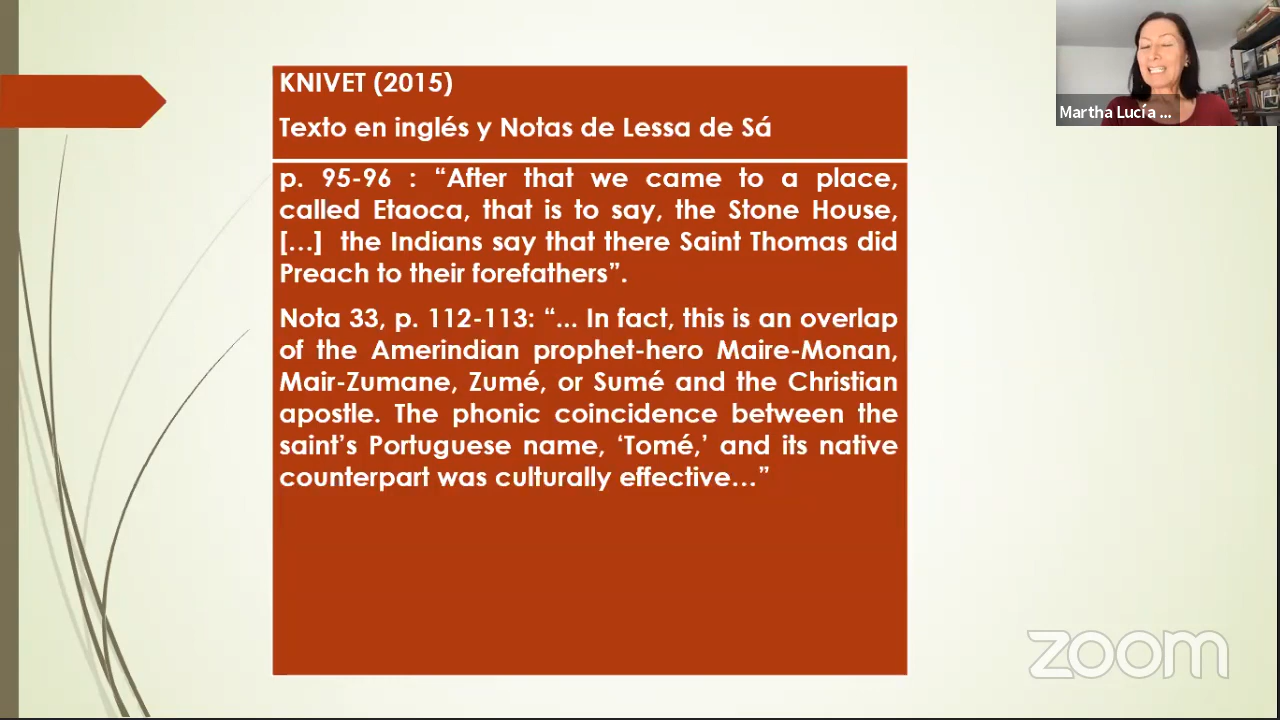 KNIVET (2015)
Texto en inglés y Notas de Lessa de Sá
p. 95-96 : “After that we came to a place,
called Etaoca, that is to say, the Stone House,
[…] the Indians say that there Saint Thomas did
Preach to their forefathers”.
Nota 33, p. 112-113: “... In fact, this is an overlap
of the Amerindian prophet-hero Maire-Monan,
Mair-Zumane, Zumé, or Sumé and the Christian
apostle. The phonic coincidence between the
saint’s Portuguese name, ‘Tomé,’ and its native
counterpart was culturally effective…”
Martha Lucía ...
zoom